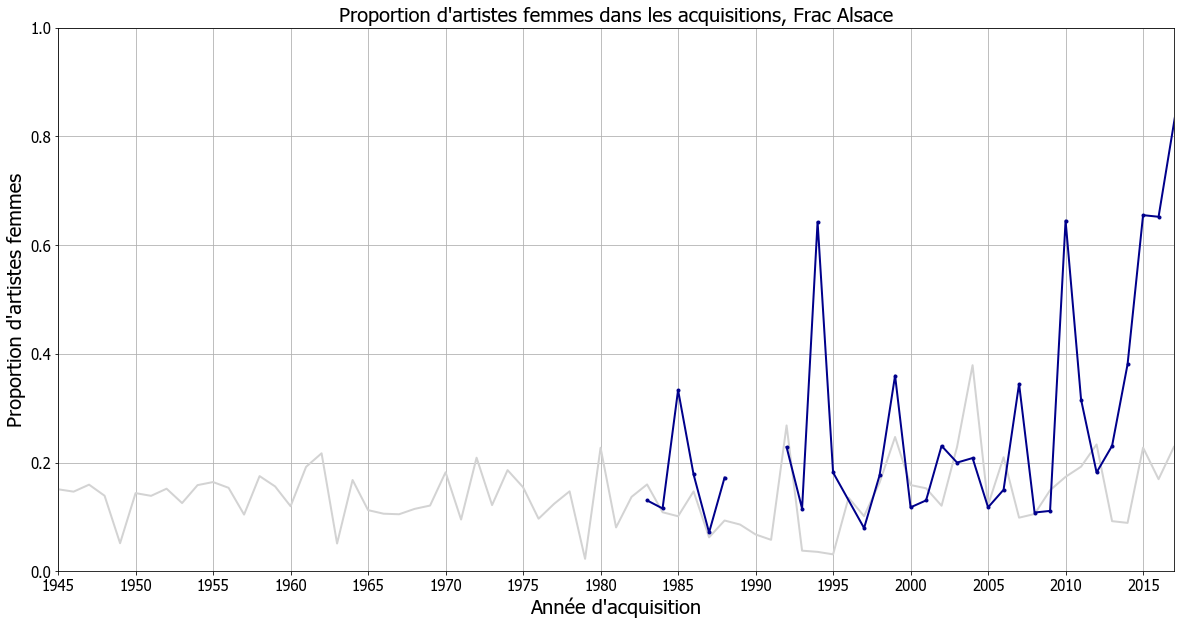 Proportion d'artistes femmes dans les acquisitions, Frac Alsace
Proportion d'artistes femmes
1.0
0.8
0.6
0.4
0.2
0.0
1945 1950 1955 1960 1965 1970 1975 1980 1985 1990 1995 2000 2005 2010 2015
Année d'acquisition